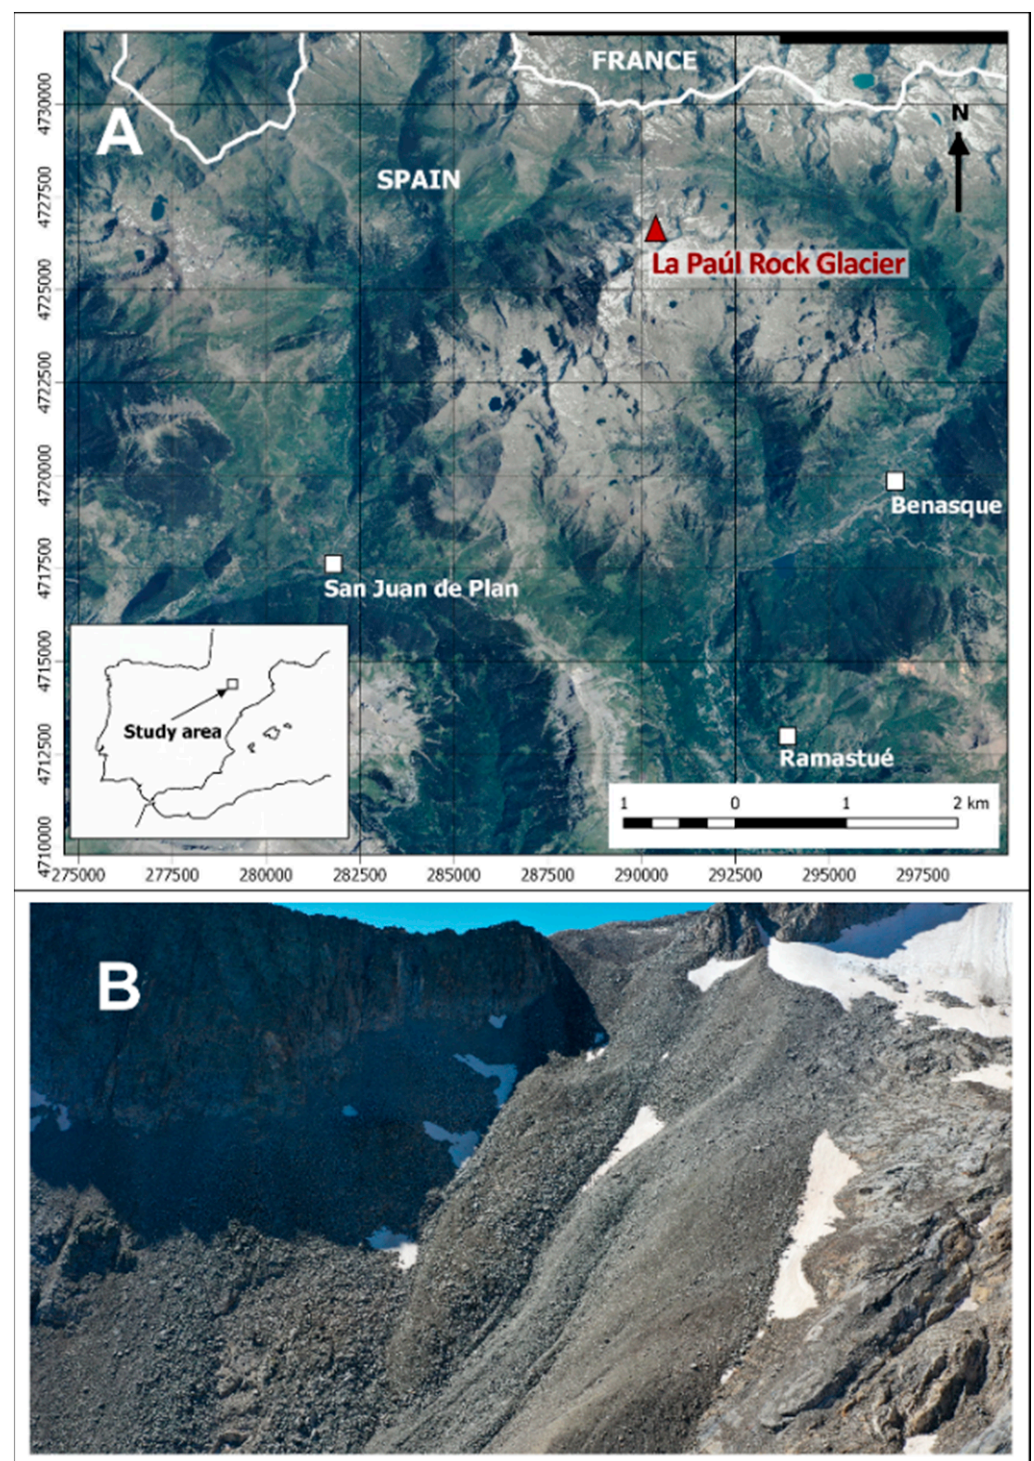 FRANCE
A
N
SPAIN
La Paúl Rock Glacier
Benasque
San Juan de Plan
Study area
Ramastué
1 0 1 2 km
4730000
4727500
4725000
4722500
4720000
4717500
4715000
4712500
4710000
275000 277500 280000 282500 285000 287500 290000 292500 295000 297500
B